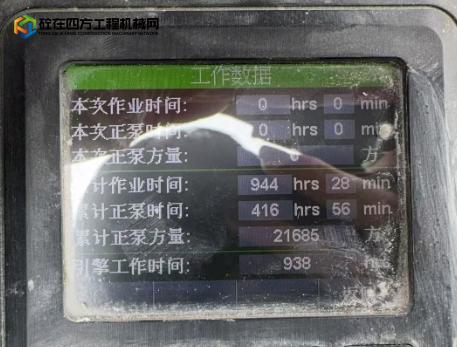 砼在四方工程机械网
工作数据
本次作业时间: 0 hrs 0 min
本次正泵时间: 0 hrs 0 min
本次正泵方量: 0 方
计作业时间: 944 hrs 28 min
累计正泵时间: 416 hrs 56 min
累计正泵方量: 21685 方
引擎工作时间: 938